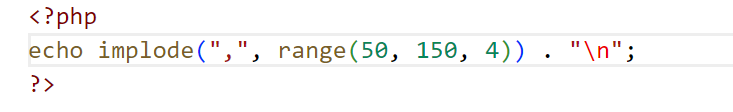 <?php
echo implode(",", range(50, 150, 4)) . "\n";
?>